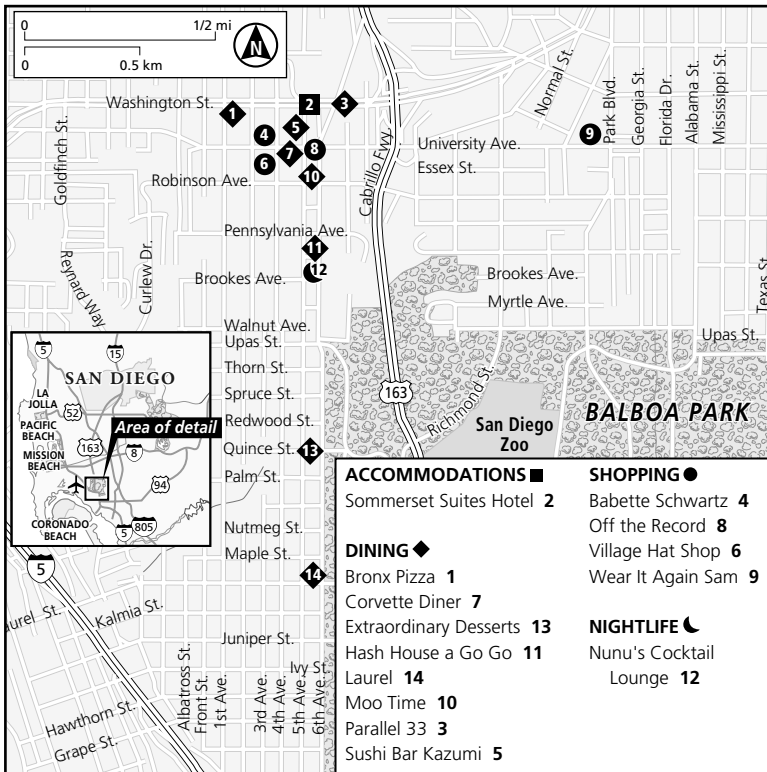 0 1/2 mi
0 0.5 km
N
Washington St.
1
2
3
4
5
6
7
8
9
10
Goldfinch St.
Robinson Ave.
Cabrillo Fwy
Normal St.
Park Blvd.
Georgia St.
Florida Dr.
Alabama St.
Mississippi St.
University Ave.
Essex St.
Pennsylvania Ave.
11
12
Brookes Ave.
Reynard Way
Curlew Dr.
Brookes Ave.
Myrtle Ave.
Texas St.
Walnut Ave.
Upas St.
Upas St.
Thorn St.
Spruce St.
Redwood St.
Quince St.
13
Palm St.
Nutmeg St.
Maple St.
14
163
Richmond St.
San Diego
Zoo
BALBOA PARK
5
15
SAN DIEGO
LA
JOLLA
52
PACIFIC
BEACH
163
Area of detail
8
MISSION
BEACH
94
CORONADO
BEACH
5
805
5
Kalmia St.
Juniper St.
Ivy St.
Hawthorn St.
Grape St.
Albatross St.
Front St.
1st Ave.
3rd Ave.
4th Ave.
5th Ave.
6th Ave.
ACCOMMODATIONS
Sommerset Suites Hotel 2
DINING
Bronx Pizza 1
Corvette Diner 7
Extraordinary Desserts 13
Hash House a Go Go 11
Laurel 14
Moo Time 10
Parallel 33 3
Sushi Bar Kazumi 5
SHOPPING
Babette Schwartz 4
Off the Record 8
Village Hat Shop 6
Wear It Again Sam 9
NIGHTLIFE
Nunu's Cocktail
Lounge 12